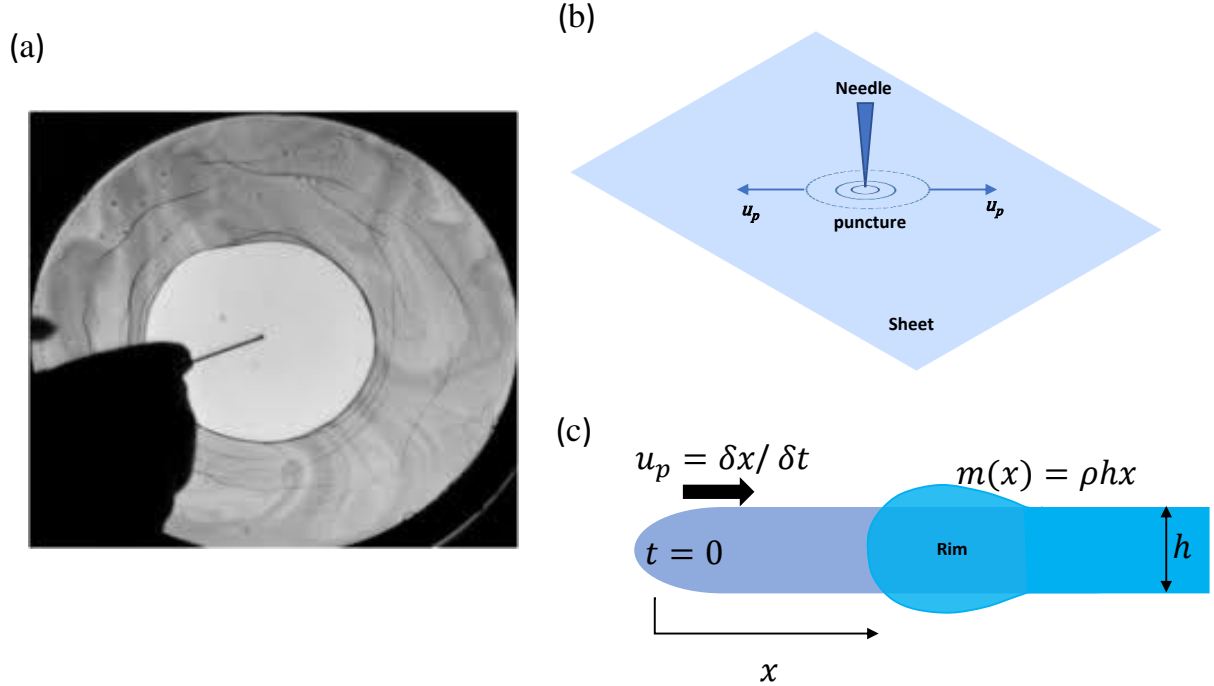 (a)
(b)
Needle
u_p
u_p
puncture
Sheet
(c)
u_p = δx/ δt
m(x) = ρhx
t = 0
Rim
h
x